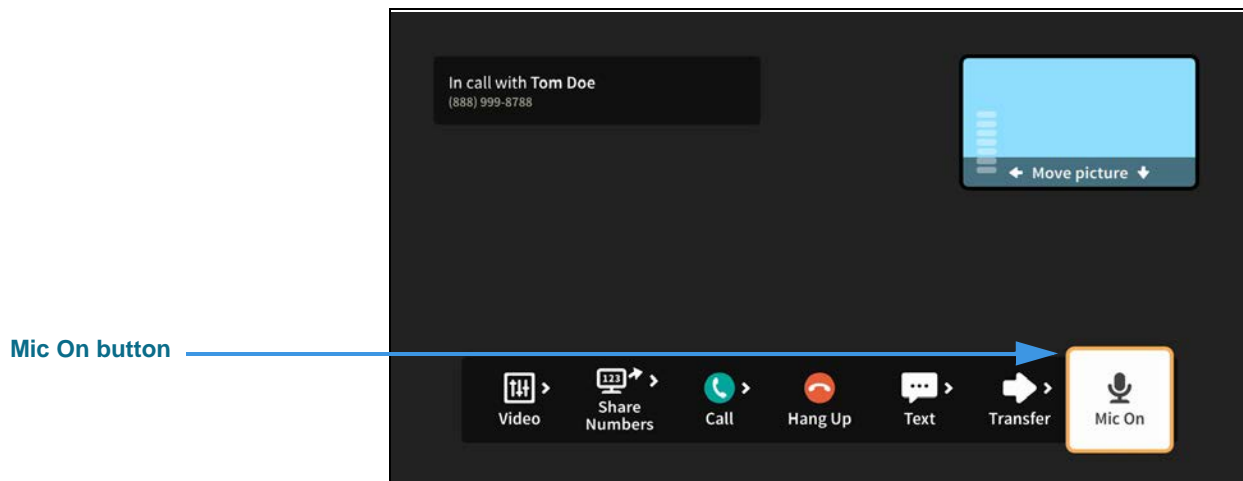 In call with Tom Doe
(888) 999-8788
Move picture
Mic On button
123
Video
Share
Numbers
Call
Hang Up
Text
Transfer
Mic On